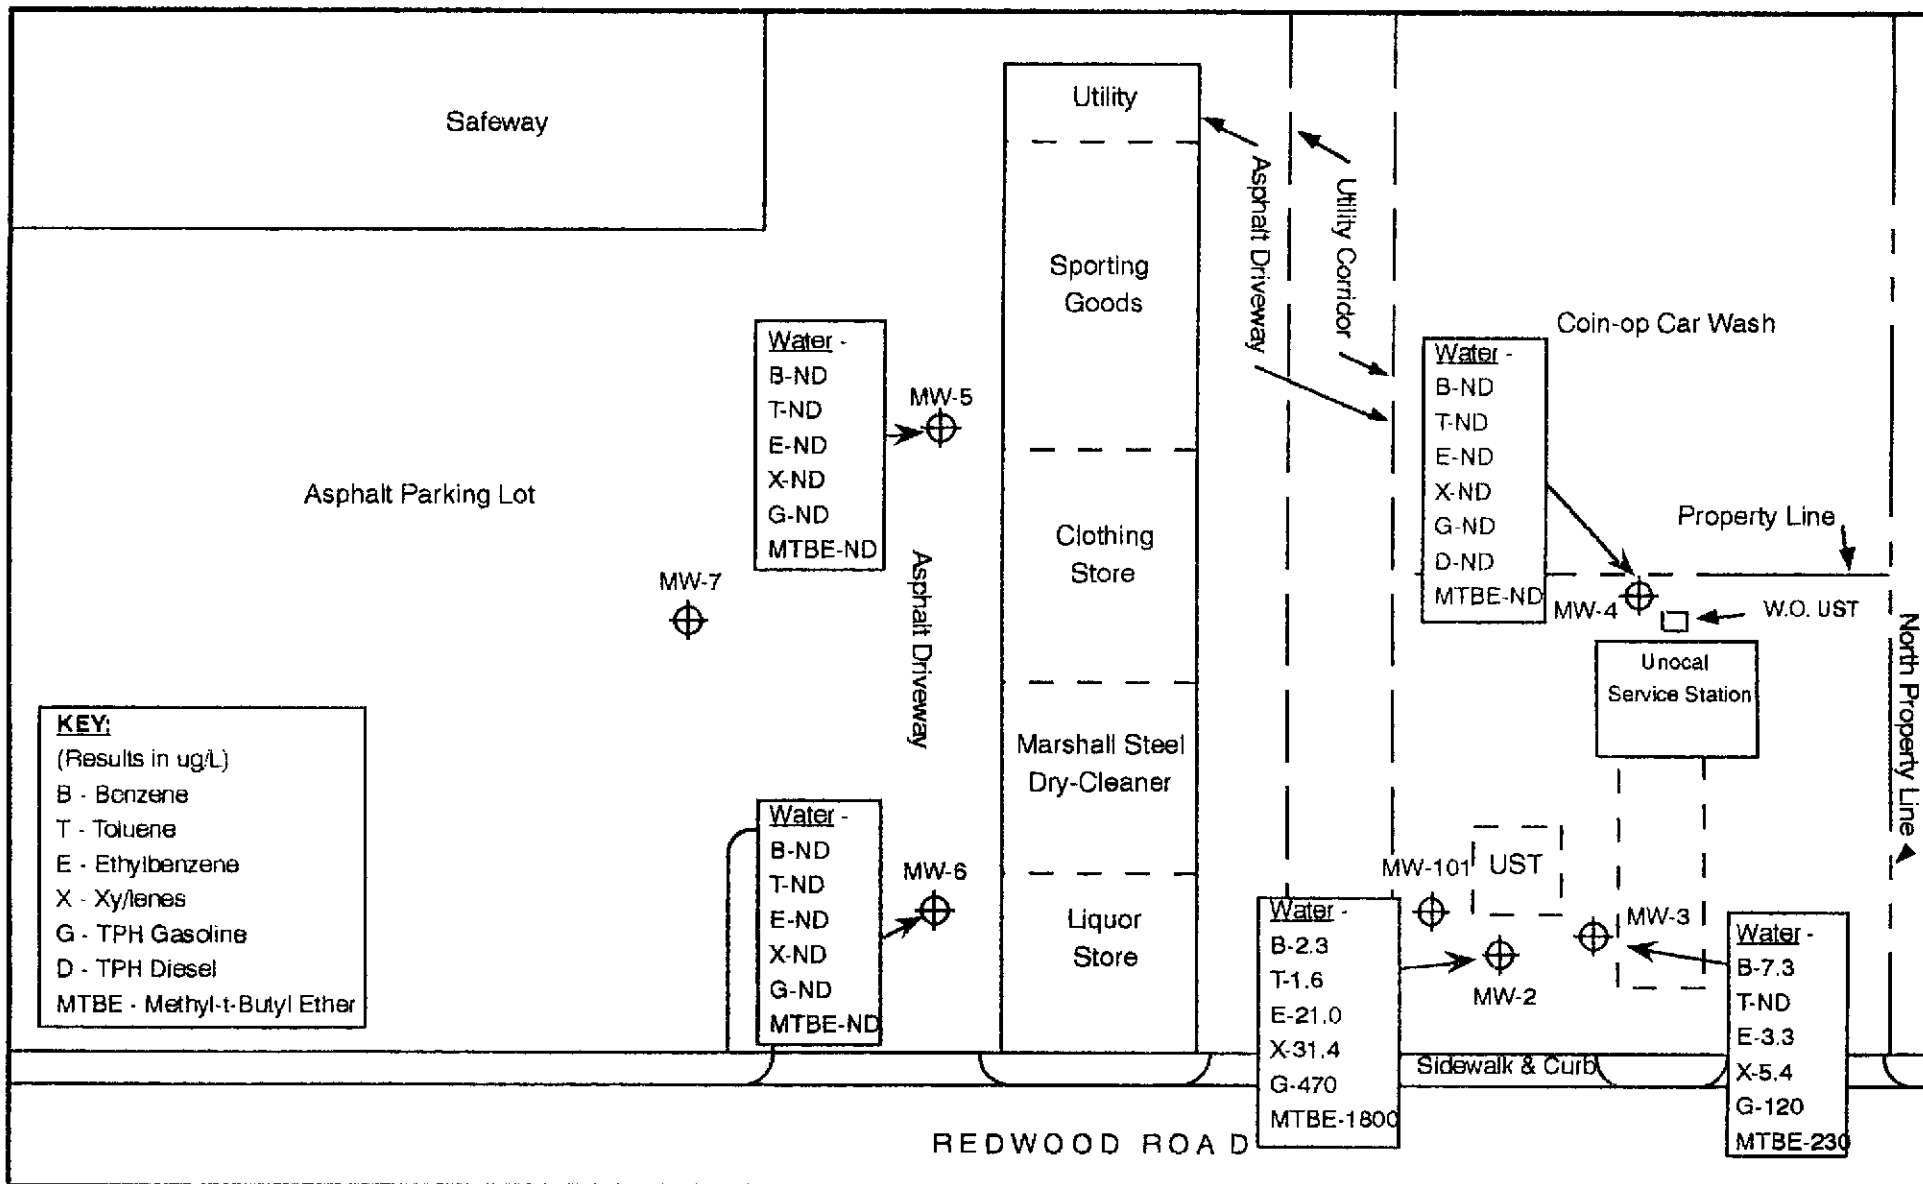 Safeway
Utility
Sporting
Goods
Clothing
Store
Marshall Steel
Dry-Cleaner
Liquor
Store
Asphalt Driveway
Utility Corridor
Coin-op Car Wash
Water -
B-ND
T-ND
E-ND
X-ND
G-ND
MTBE-ND
MW-5
Asphalt Parking Lot
MW-7
Asphalt Driveway
Water -
B-ND
T-ND
E-ND
X-ND
G-ND
D-ND
MTBE-ND
MW-4
Property Line
W.O. UST
Unocal
Service Station
North Property Line
KEY:
(Results in ug/L)
B - Benzene
T - Toluene
E - Ethylbenzene
X - Xylenes
G - TPH Gasoline
D - TPH Diesel
MTBE - Methyl-t-Butyl Ether
Water -
B-ND
T-ND
E-ND
X-ND
G-ND
MTBE-ND
MW-6
MW-101
UST
MW-3
MW-2
Water -
B-2.3
T-1.6
E-21.0
X-31.4
G-470
MTBE-1800
Water -
B-7.3
T-ND
E-3.3
X-5.4
G-120
MTBE-230
Sidewalk & Curb
REDWOOD ROAD